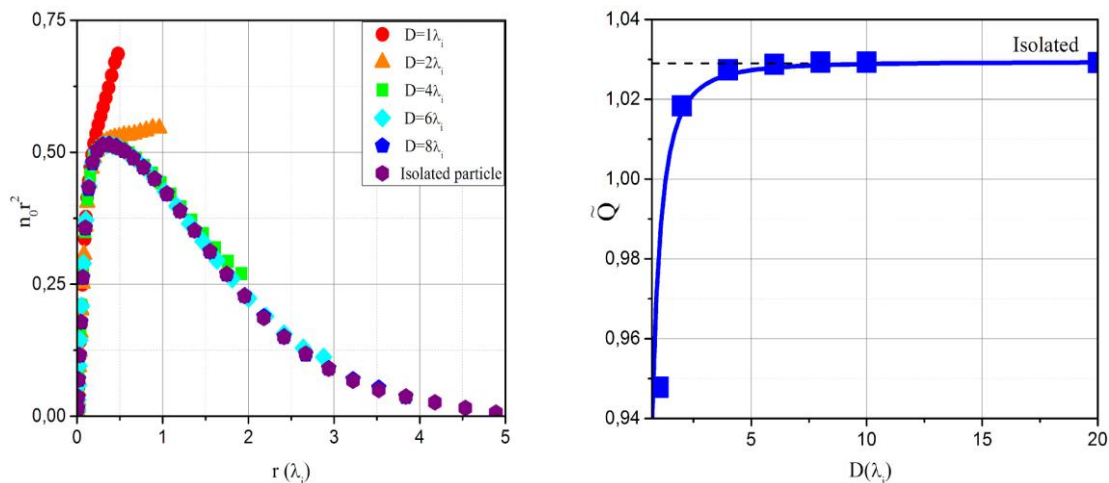 0,75
0,50
0,25
0,00
n₀r²
0 1 2 3 4 5
r (λᵢ)
D=1λᵢ
D=2λᵢ
D=4λᵢ
D=6λᵢ
D=8λᵢ
Isolated particle
1,04
1,02
1,00
0,98
0,96
0,94
Q̃
Isolated
5 10 15 20
D(λᵢ)